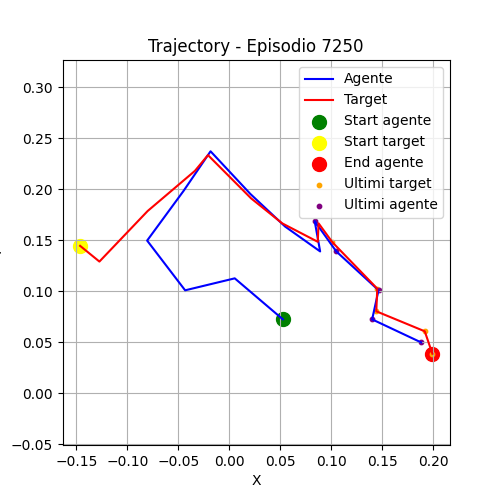 Trajectory - Episodio 7250
Agente
Target
Start agente
Start target
End agente
Ultimi target
Ultimi agente
0.30
0.25
0.20
0.15
0.10
0.05
0.00
−0.05
−0.15 −0.10 −0.05 0.00 0.05 0.10 0.15 0.20
X